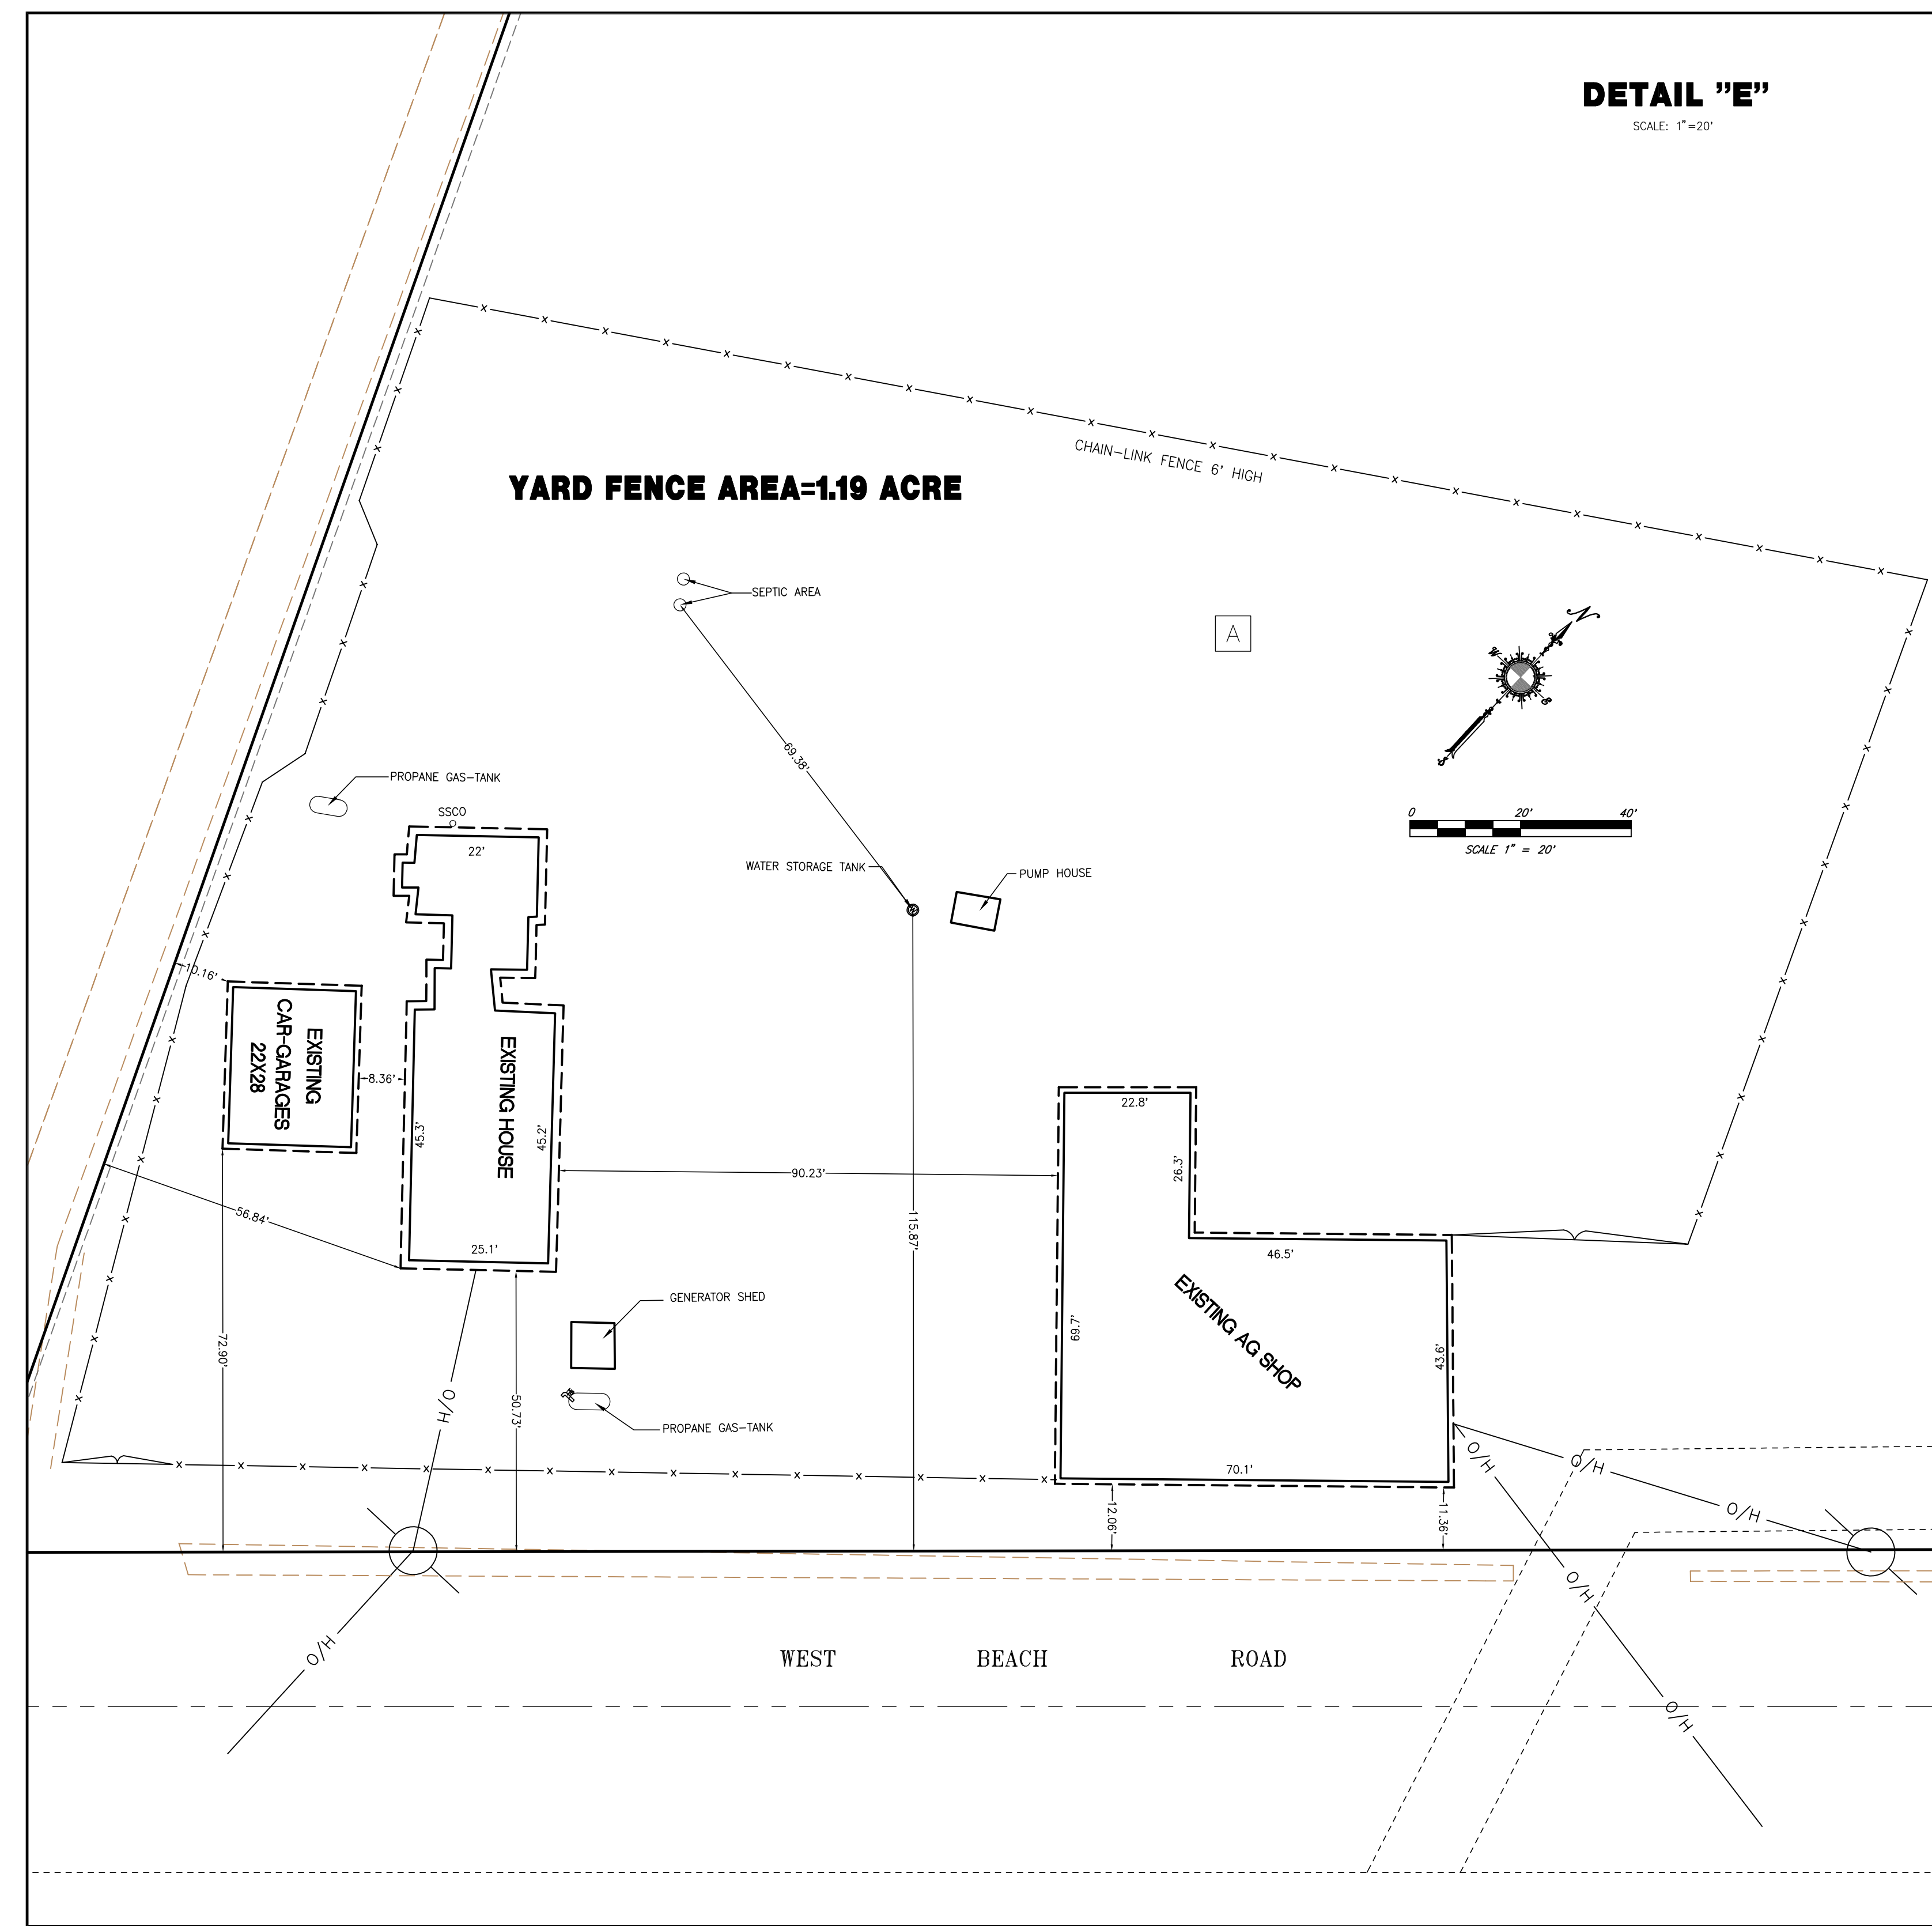 DETAIL "E"
SCALE: 1"=20'
CHAIN-LINK FENCE 6' HIGH
YARD FENCE AREA=1.19 ACRE
SEPTIC AREA
A
N
W
69.38'
PROPANE GAS-TANK
SSCO
22'
WATER STORAGE TANK
W
PUMP HOUSE
0 20' 40'
SCALE 1" = 20'
10.16'
EXISTING
CAR-GARAGES
22X28
8.36'
EXISTING HOUSE
45.3'
45.2'
25.1'
56.84'
90.23'
115.87'
22.8'
26.3'
46.5'
EXISTING AG SHOP
69.7'
43.6'
70.1'
GENERATOR SHED
PROPANE GAS-TANK
72.90'
50.73'
12.06'
11.36'
O/H
O/H
O/H
O/H
O/H
O/H
O/H
WEST BEACH ROAD